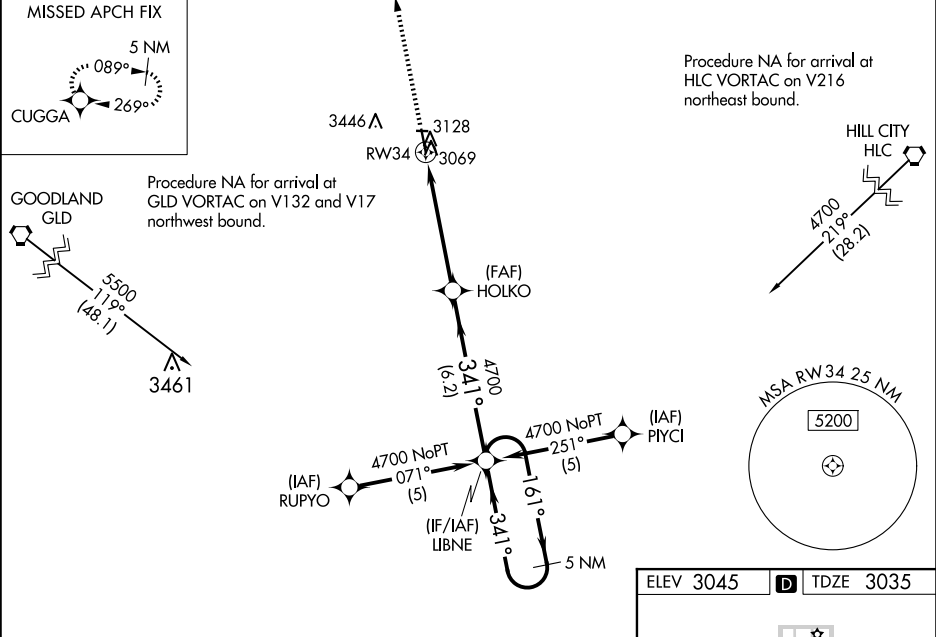 MISSED APCH FIX
5 NM
089°
269°
CUGGA
Procedure NA for arrival at
HLC VORTAC on V216
northeast bound.
3446
3128
RW34
3069
HILL CITY
HLC
4700
219°
(28.2)
GOODLAND
GLD
Procedure NA for arrival at
GLD VORTAC on V132 and V17
northwest bound.
5500
119°
(48.1)
3461
(FAF)
HOLKO
4700
341°
(6.2)
MSA RW34 25 NM
5200
4700 NoPT
251°
(5)
(IAF)
PIYCI
4700 NoPT
071°
(5)
(IAF)
RUPYO
(IF/IAF)
LIBNE
161°
341°
5 NM
ELEV 3045
D
TDZE 3035